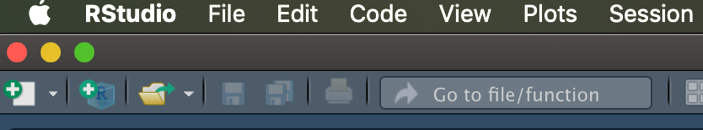 RStudio File Edit Code View Plots Session
Go to file/function